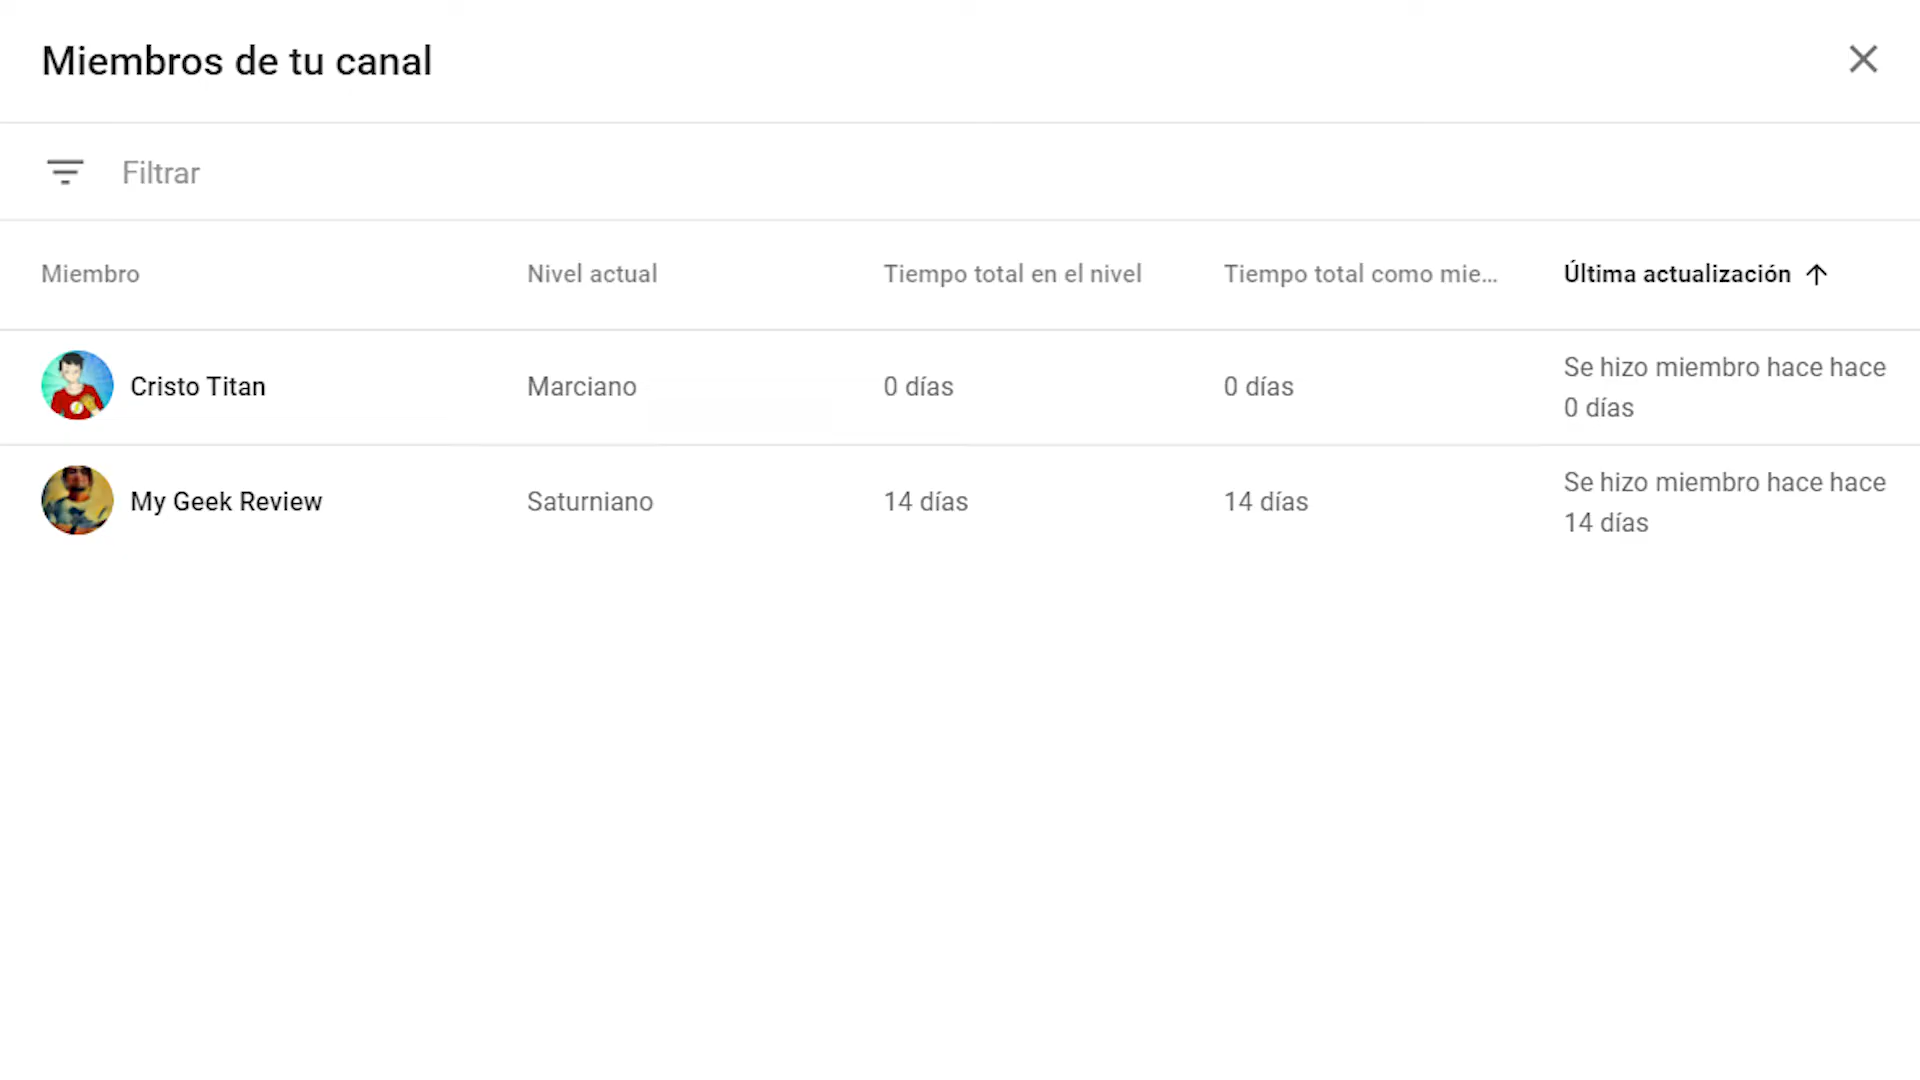 Miembros de tu canal
Filtrar
Miembro Nivel actual Tiempo total en el nivel Tiempo total como mie... Última actualización
Cristo Titan Marciano 0 días 0 días Se hizo miembro hace hace
0 días
My Geek Review Saturniano 14 días 14 días Se hizo miembro hace hace
14 días